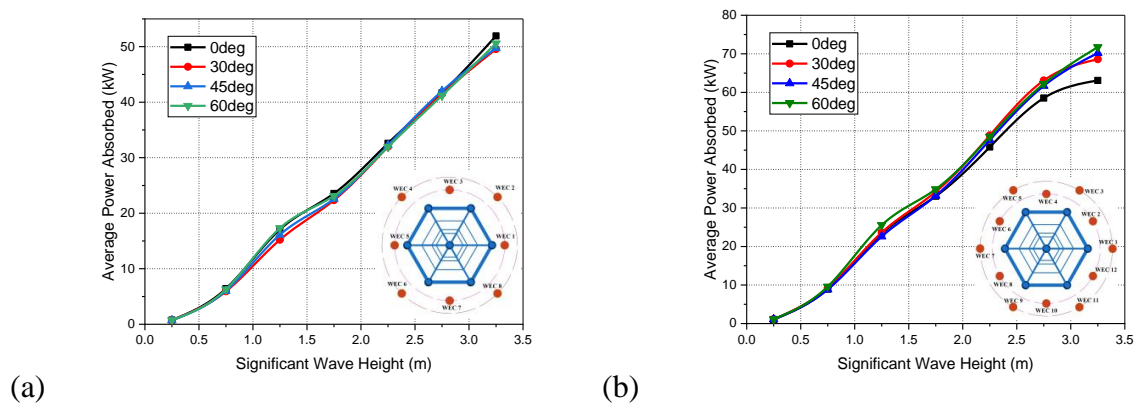 50
40
30
20
10
0
0.0 0.5 1.0 1.5 2.0 2.5 3.0 3.5
Average Power Absorbed (kW)
Significant Wave Height (m)
0deg
30deg
45deg
60deg
WEC 4
WEC 3
WEC 2
WEC 5
WEC 1
WEC 6
WEC 7
WEC 8
(a)
80
70
60
50
40
30
20
10
0
0.0 0.5 1.0 1.5 2.0 2.5 3.0 3.5
Average Power Absorbed (kW)
Significant Wave Height (m)
0deg
30deg
45deg
60deg
WEC 5
WEC 3
WEC 4
WEC 6
WEC 2
WEC 7
WEC 1
WEC 8
WEC 12
WEC 9
WEC 10
WEC 11
(b)